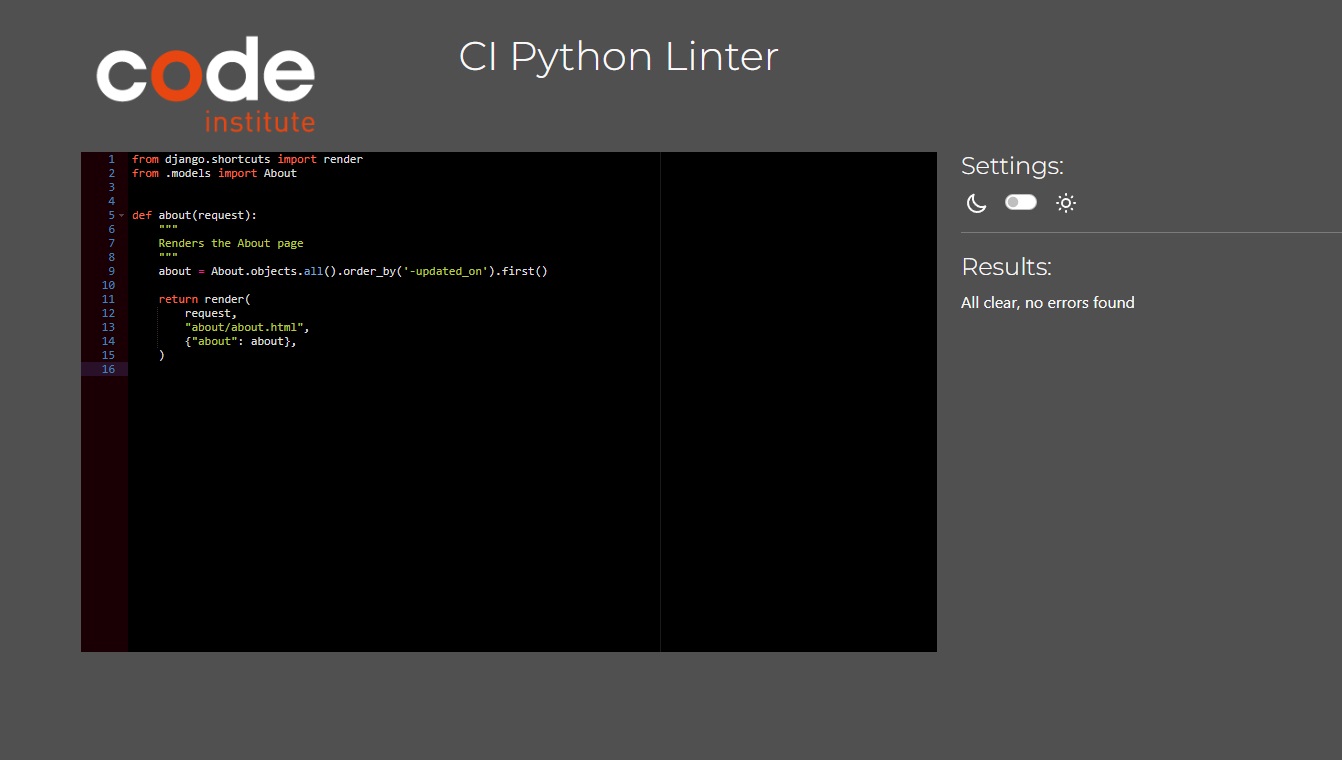 code
institute
CI Python Linter
1 from django.shortcuts import render
2 from .models import About
3
4
5 def about(request):
6     """
7     Renders the About page
8     """
9     about = About.objects.all().order_by('-updated_on').first()
10
11     return render(
12         request,
13         "about/about.html",
14         {"about": about},
15     )
16
Settings:
Results:
All clear, no errors found